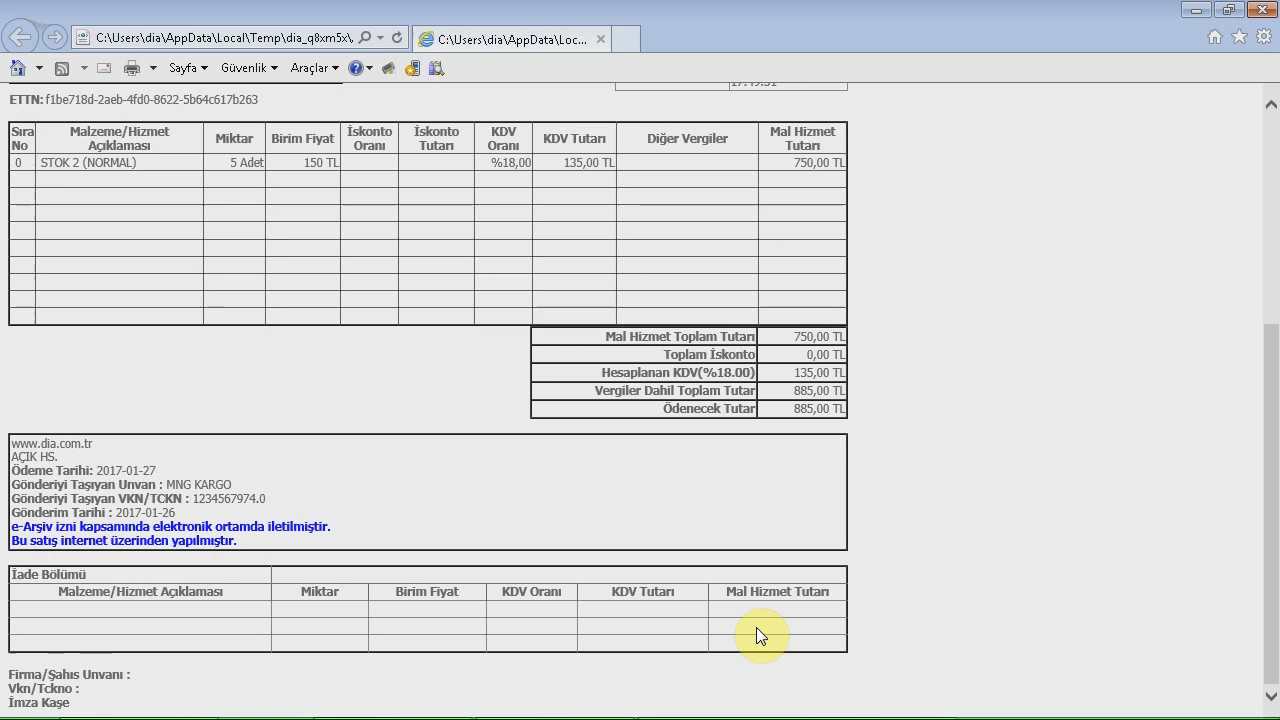 C:\Users\dia\AppData\Local\Temp\dia_q8xm5x\
C:\Users\dia\AppData\Loc...
Sayfa Güvenlik Araçlar
17:49:31
ETTN: f1be718d-2aeb-4fd0-8622-5b64c617b263
Sıra No Malzeme/Hizmet Açıklaması Miktar Birim Fiyat İskonto Oranı İskonto Tutarı KDV Oranı KDV Tutarı Diğer Vergiler Mal Hizmet Tutarı
0 STOK 2 (NORMAL) 5 Adet 150 TL %18,00 135,00 TL 750,00 TL
Mal Hizmet Toplam Tutarı 750,00 TL
Toplam İskonto 0,00 TL
Hesaplanan KDV(%18.00) 135,00 TL
Vergiler Dahil Toplam Tutar 885,00 TL
Ödenecek Tutar 885,00 TL
www.dia.com.tr
AÇIK HS.
Ödeme Tarihi: 2017-01-27
Gönderiyi Taşıyan Unvan : MNG KARGO
Gönderiyi Taşıyan VKN/TCKN : 1234567974.0
Gönderim Tarihi : 2017-01-26
e-Arşiv izni kapsamında elektronik ortamda iletilmiştir.
Bu satış internet üzerinden yapılmıştır.
İade Bölümü
Malzeme/Hizmet Açıklaması Miktar Birim Fiyat KDV Oranı KDV Tutarı Mal Hizmet Tutarı
Firma/Şahıs Unvanı :
Vkn/Tckno :
İmza Kaşe